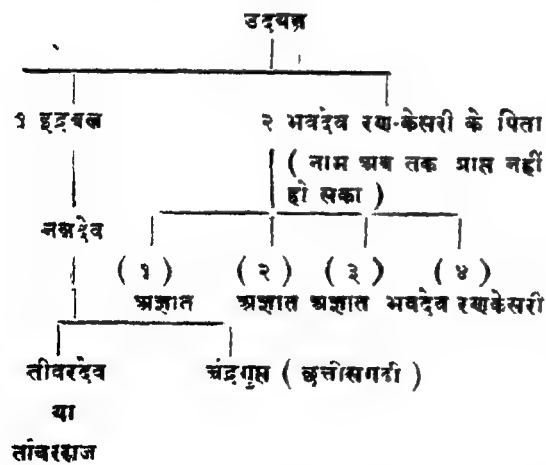 उदयन
१ इंद्रबल २ भवदेव रण-केसरी के पिता
( नाम अब तक प्राप्त नहीं
हो सका )
नन्नदेव
( १ ) ( २ ) ( ३ ) ( ४ )
अज्ञात अज्ञात अज्ञात भवदेव रणकेसरी
तीवरदेव चंद्रगुप्त ( छत्तीसगढी )
या
तीवरराज